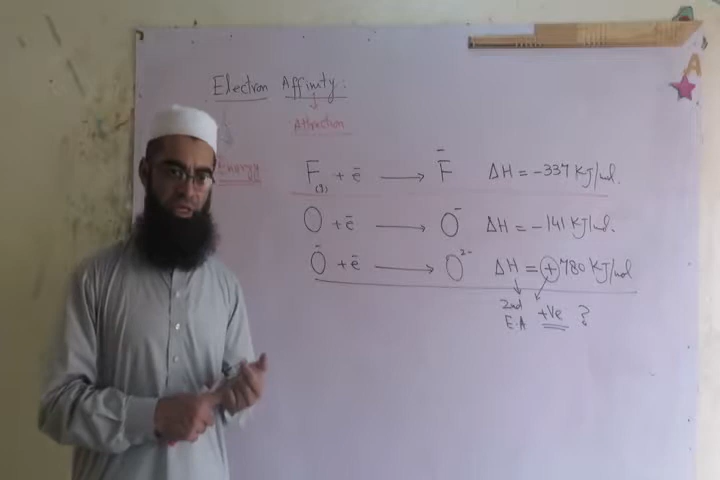 Electron Affinity:
Attraction
Energy
F(g) + ē ⟶ F̄ ΔH = -337 KJ/mol.
O + ē ⟶ O⁻ ΔH = -141 KJ/mol.
Ō + ē ⟶ O²⁻ ΔH = +780 KJ/mol
2nd +Ve ?
E.A
A